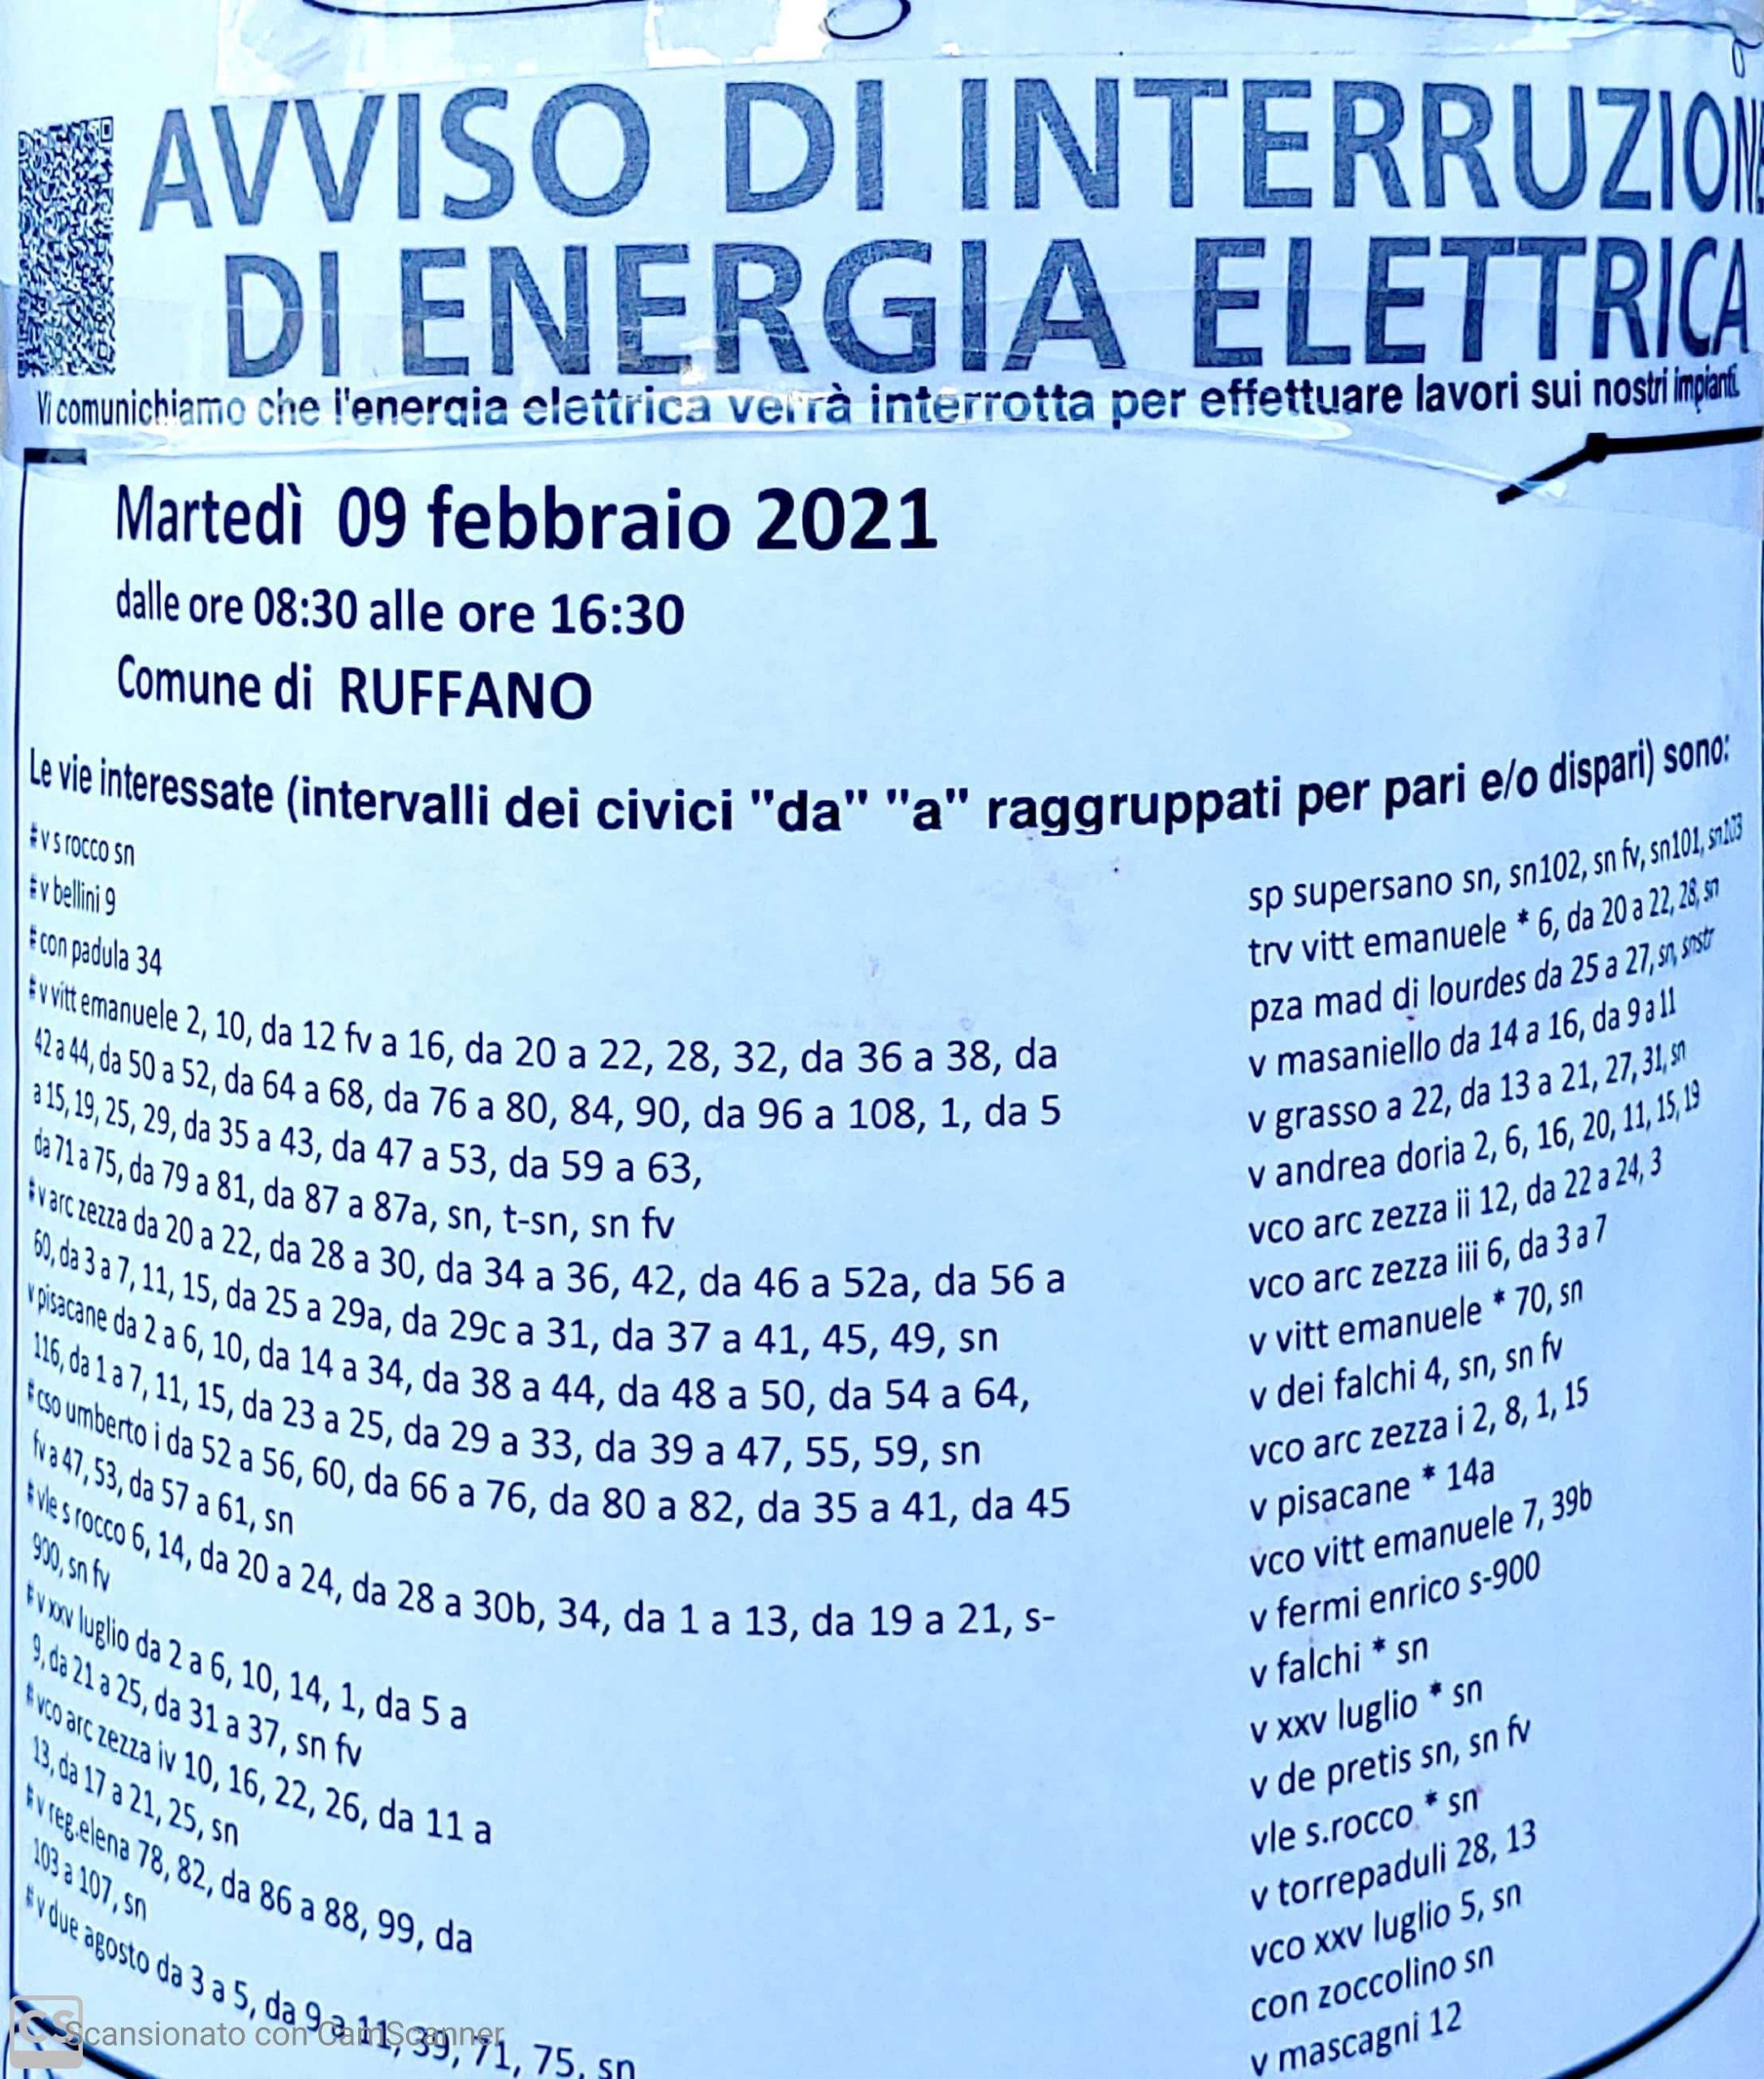 AVVISO DI INTERRUZIONE
DI ENERGIA ELETTRICA
Vi comunichiamo che l'energia elettrica verrà interrotta per effettuare lavori sui nostri impianti.
Martedì 09 febbraio 2021
dalle ore 08:30 alle ore 16:30
Comune di RUFFANO
Le vie interessate (intervalli dei civici "da" "a" raggruppati per pari e/o dispari) sono:
# v s rocco sn
# v bellini 9
# con padula 34
# v vitt emanuele 2, 10, da 12 fv a 16, da 20 a 22, 28, 32, da 36 a 38, da
42 a 44, da 50 a 52, da 64 a 68, da 76 a 80, 84, 90, da 96 a 108, 1, da 5
a 15, 19, 25, 29, da 35 a 43, da 47 a 53, da 59 a 63,
da 71 a 75, da 79 a 81, da 87 a 87a, sn, t-sn, sn fv
# v arc zezza da 20 a 22, da 28 a 30, da 34 a 36, 42, da 46 a 52a, da 56 a
60, da 3 a 7, 11, 15, da 25 a 29a, da 29c a 31, da 37 a 41, 45, 49, sn
v pisacane da 2 a 6, 10, da 14 a 34, da 38 a 44, da 48 a 50, da 54 a 64,
116, da 1 a 7, 11, 15, da 23 a 25, da 29 a 33, da 39 a 47, 55, 59, sn
# cso umberto i da 52 a 56, 60, da 66 a 76, da 80 a 82, da 35 a 41, da 45
fv a 47, 53, da 57 a 61, sn
# vle s rocco 6, 14, da 20 a 24, da 28 a 30b, 34, da 1 a 13, da 19 a 21, s-
900, sn fv
# v xxv luglio da 2 a 6, 10, 14, 1, da 5 a
9, da 21 a 25, da 31 a 37, sn fv
# vco arc zezza iv 10, 16, 22, 26, da 11 a
13, da 17 a 21, 25, sn
# v reg.elena 78, 82, da 86 a 88, 99, da
103 a 107, sn
# v due agosto da 3 a 5, da 9 a 11, 39, 71, 75, sn
sp supersano sn, sn102, sn fv, sn101, sn103
trv vitt emanuele * 6, da 20 a 22, 28, sn
pza mad di lourdes da 25 a 27, sn, snstr
v masaniello da 14 a 16, da 9 a 11
v grasso a 22, da 13 a 21, 27, 31, sn
v andrea doria 2, 6, 16, 20, 11, 15, 19
vco arc zezza ii 12, da 22 a 24, 3
vco arc zezza iii 6, da 3 a 7
v vitt emanuele * 70, sn
v dei falchi 4, sn, sn fv
vco arc zezza i 2, 8, 1, 15
v pisacane * 14a
vco vitt emanuele 7, 39b
v fermi enrico s-900
v falchi * sn
v xxv luglio * sn
v de pretis sn, sn fv
vle s.rocco * sn
v torrepaduli 28, 13
vco xxv luglio 5, sn
con zoccolino sn
v mascagni 12
CS Scansionato con CamScanner